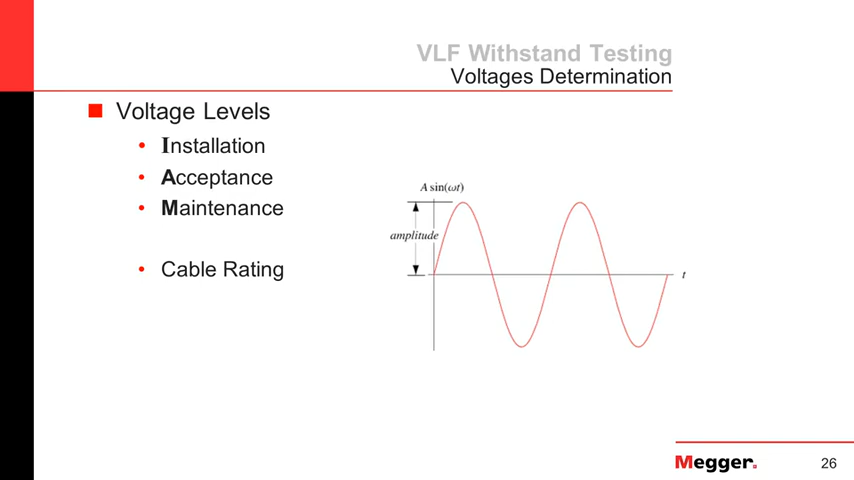 VLF Withstand Testing
Voltages Determination
Voltage Levels
Installation
Acceptance
Maintenance
Cable Rating
A sin(ωt)
amplitude
t
Megger.
26